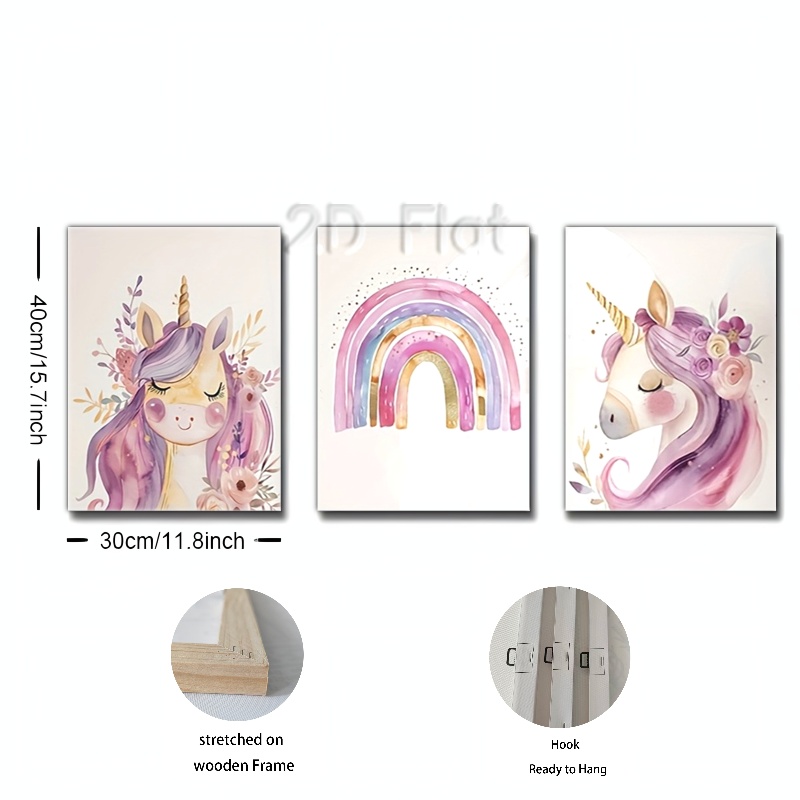 2D Flat
40cm/15.7inch
30cm/11.8inch
stretched on
wooden Frame
Hook
Ready to Hang